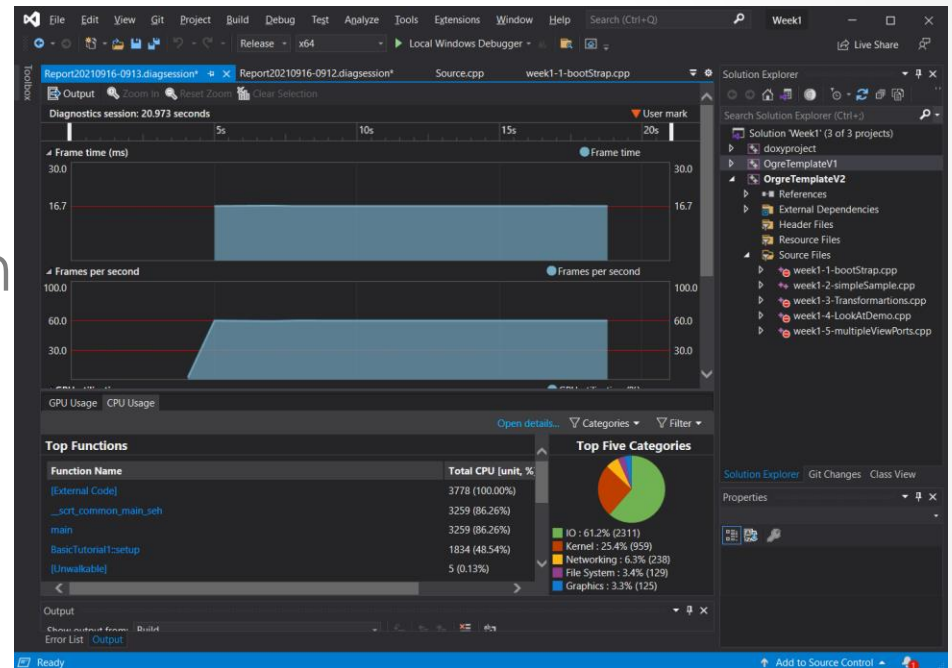 File Edit View Git Project Build Debug Test Analyze Tools Extensions Window Help Search (Ctrl+Q) Week1
Release x64 Local Windows Debugger Live Share
Toolbox
Report20210916-0913.diagsession* Report20210916-0912.diagsession* Source.cpp week1-1-bootStrap.cpp
Output Zoom In Reset Zoom Clear Selection
Diagnostics session: 20.973 seconds User mark
5s 10s 15s 20s
Frame time (ms) Frame time
30.0 30.0
16.7 16.7
Frames per second Frames per second
100.0 100.0
60.0 60.0
30.0 30.0
GPU Usage CPU Usage
Open details... Categories Filter
Top Functions
Function Name Total CPU [unit, %
[External Code] 3778 (100.00%)
__scrt_common_main_seh 3259 (86.26%)
main 3259 (86.26%)
BasicTutorial1::setup 1834 (48.54%)
[Unwalkable] 5 (0.13%)
Top Five Categories
IO : 61.2% (2311)
Kernel : 25.4% (959)
Networking : 6.3% (238)
File System : 3.4% (129)
Graphics : 3.3% (125)
Output
Show output from: Build
Error List Output
Solution Explorer
Search Solution Explorer (Ctrl+;)
Solution 'Week1' (3 of 3 projects)
doxyproject
OgreTemplateV1
OrgreTemplateV2
References
External Dependencies
Header Files
Resource Files
Source Files
week1-1-bootStrap.cpp
week1-2-simpleSample.cpp
week1-3-Transformartions.cpp
week1-4-LookAtDemo.cpp
week1-5-multipleViewPorts.cpp
Solution Explorer Git Changes Class View
Properties
Ready Add to Source Control